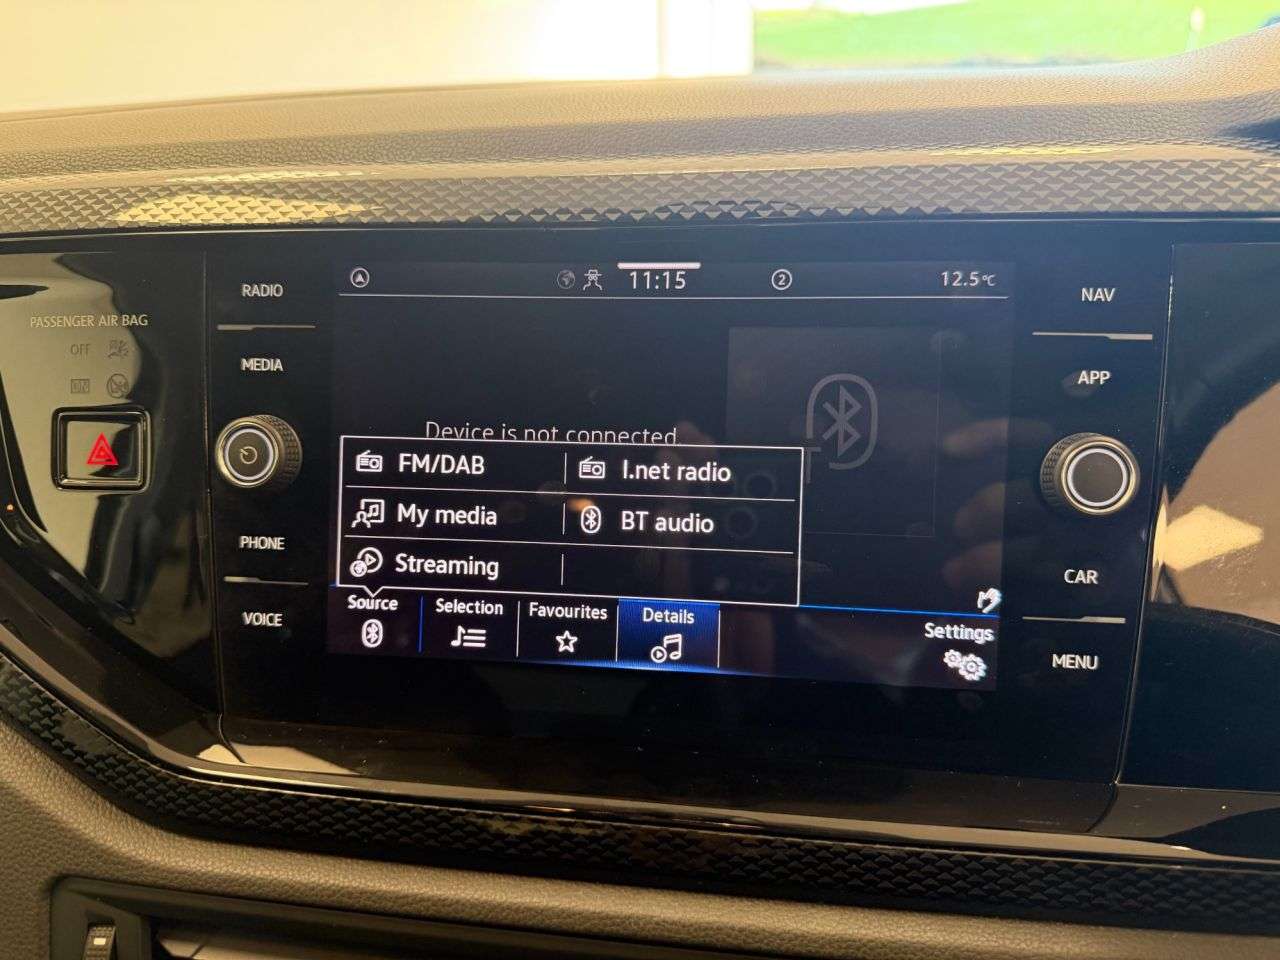 RADIO
11:15
2
12.5°C
NAV
PASSENGER AIR BAG
OFF
MEDIA
APP
Device is not connected.
FM/DAB
I.net radio
My media
BT audio
Streaming
PHONE
CAR
Source
Selection
Favourites
Details
Settings
VOICE
MENU